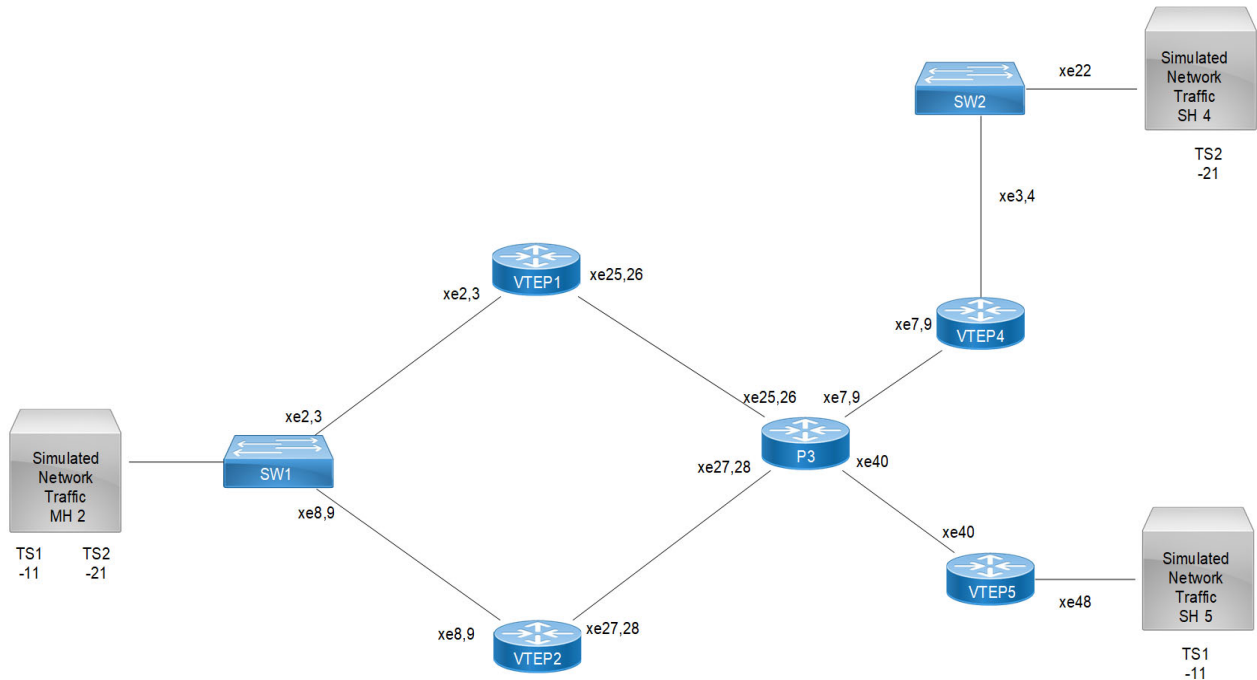 Simulated
Network
Traffic
SH 4
TS2
-21
xe22
SW2
xe3,4
VTEP1
xe25,26
xe2,3
xe7,9
VTEP4
xe25,26
xe7,9
xe2,3
P3
SW1
xe27,28
xe40
Simulated
Network
Traffic
MH 2
TS1
-11
TS2
-21
xe8,9
xe40
VTEP5
xe48
Simulated
Network
Traffic
SH 5
TS1
-11
xe8,9
xe27,28
VTEP2